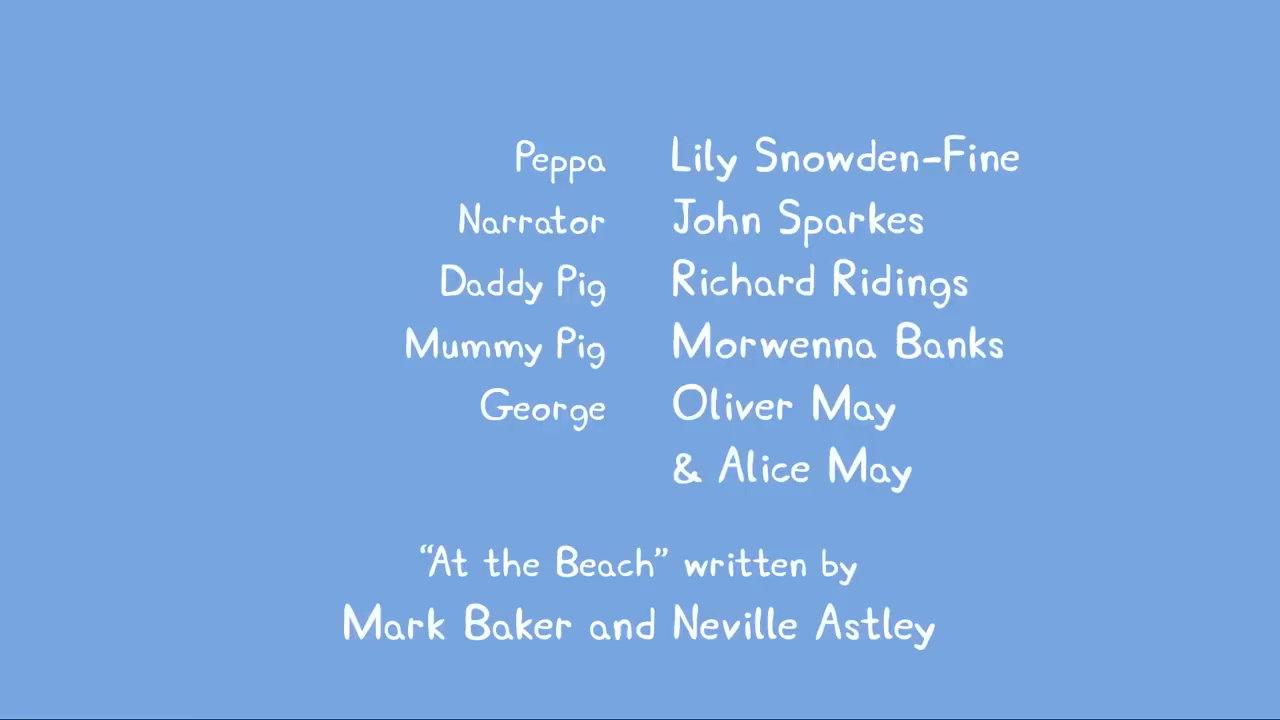 Peppa Lily Snowden-Fine
Narrator John Sparkes
Daddy Pig Richard Ridings
Mummy Pig Morwenna Banks
George Oliver May
& Alice May
“At the Beach” written by
Mark Baker and Neville Astley